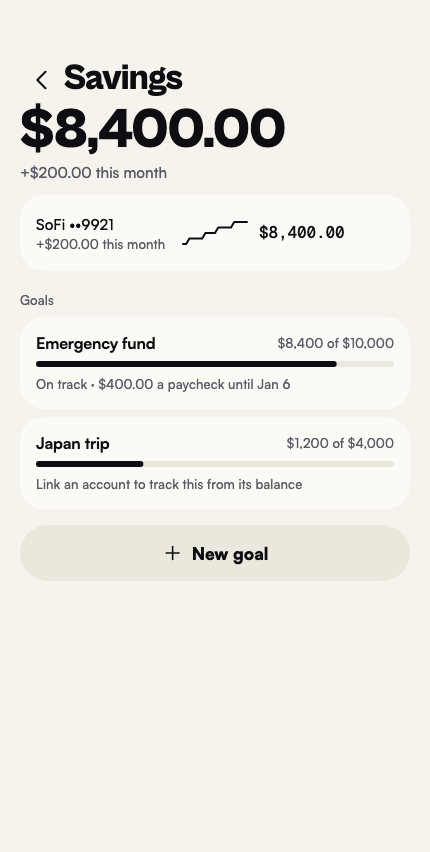 Savings
$8,400.00
+$200.00 this month
SoFi ••9921
+$200.00 this month
$8,400.00
Goals
Emergency fund
$8,400 of $10,000
On track · $400.00 a paycheck until Jan 6
Japan trip
$1,200 of $4,000
Link an account to track this from its balance
+ New goal